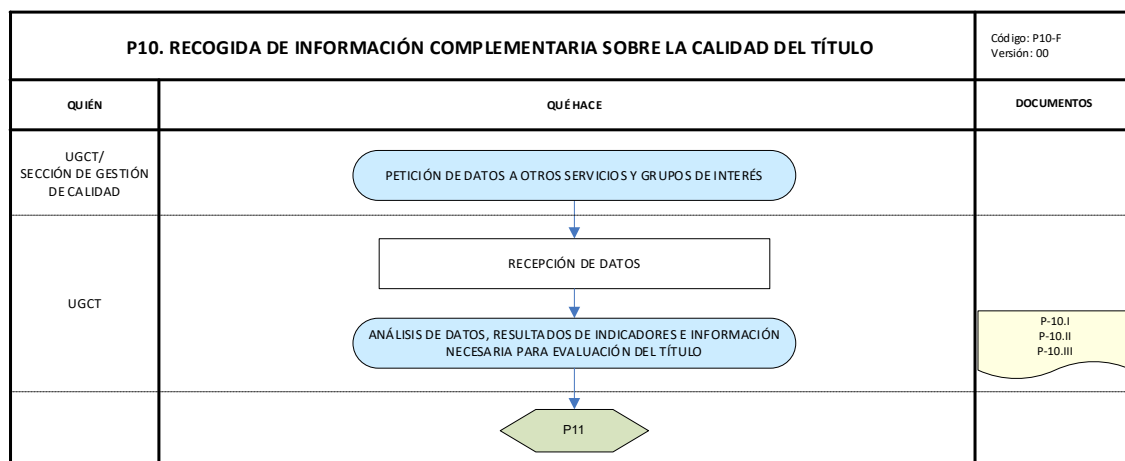 P10. RECOGIDA DE INFORMACIÓN COMPLEMENTARIA SOBRE LA CALIDAD DEL TÍTULO
Código: P10-F
Versión: 00
QUIÉN
QUÉ HACE
DOCUMENTOS
UGCT/
SECCIÓN DE GESTIÓN
DE CALIDAD
PETICIÓN DE DATOS A OTROS SERVICIOS Y GRUPOS DE INTERÉS
RECEPCIÓN DE DATOS
UGCT
ANÁLISIS DE DATOS, RESULTADOS DE INDICADORES E INFORMACIÓN
NECESARIA PARA EVALUACIÓN DEL TÍTULO
P-10.I
P-10.II
P-10.III
P11